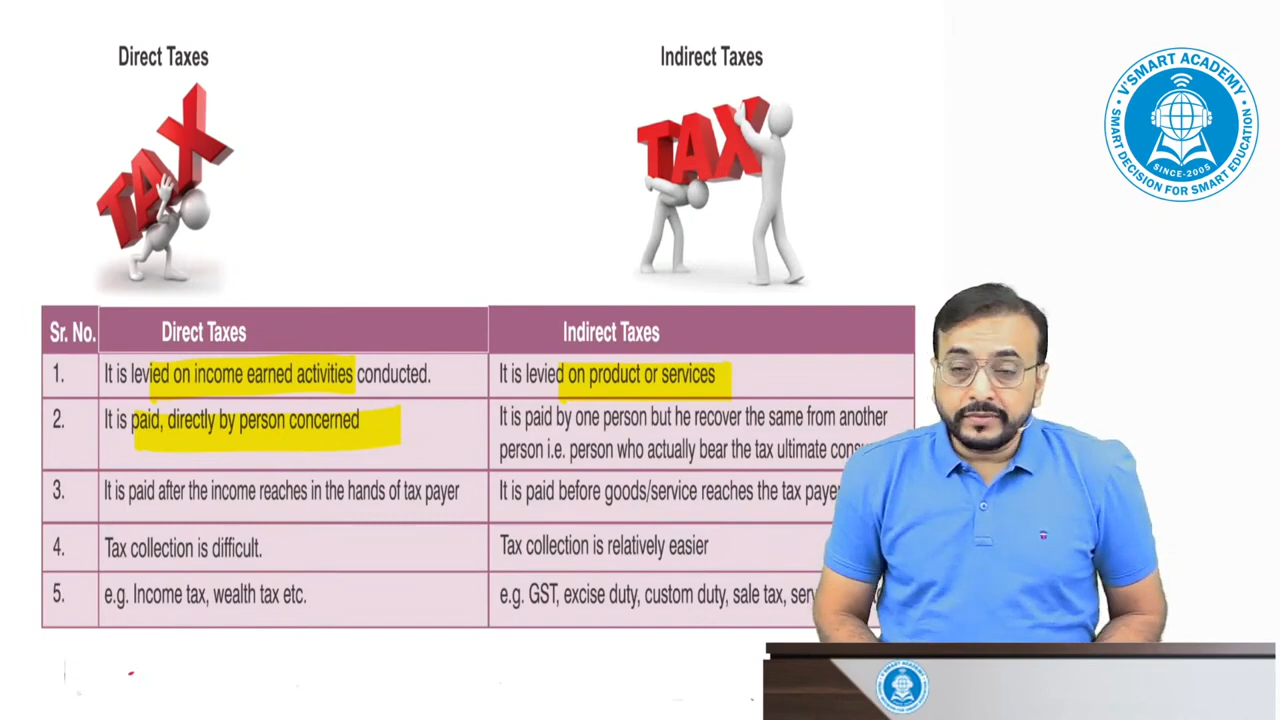 Direct Taxes
Indirect Taxes
TAX
TAX
V'SMART ACADEMY
SMART DECISION FOR SMART EDUCATION
SINCE-2005
Sr. No. Direct Taxes Indirect Taxes
1. It is levied on income earned activities conducted. It is levied on product or services
2. It is paid, directly by person concerned It is paid by one person but he recover the same from another
person i.e. person who actually bear the tax ultimate
3. It is paid after the income reaches in the hands of tax payer It is paid before goods/service reaches the tax
4. Tax collection is difficult. Tax collection is relatively easier
5. e.g. Income tax, wealth tax etc. e.g. GST, excise duty, custom duty, sale tax,